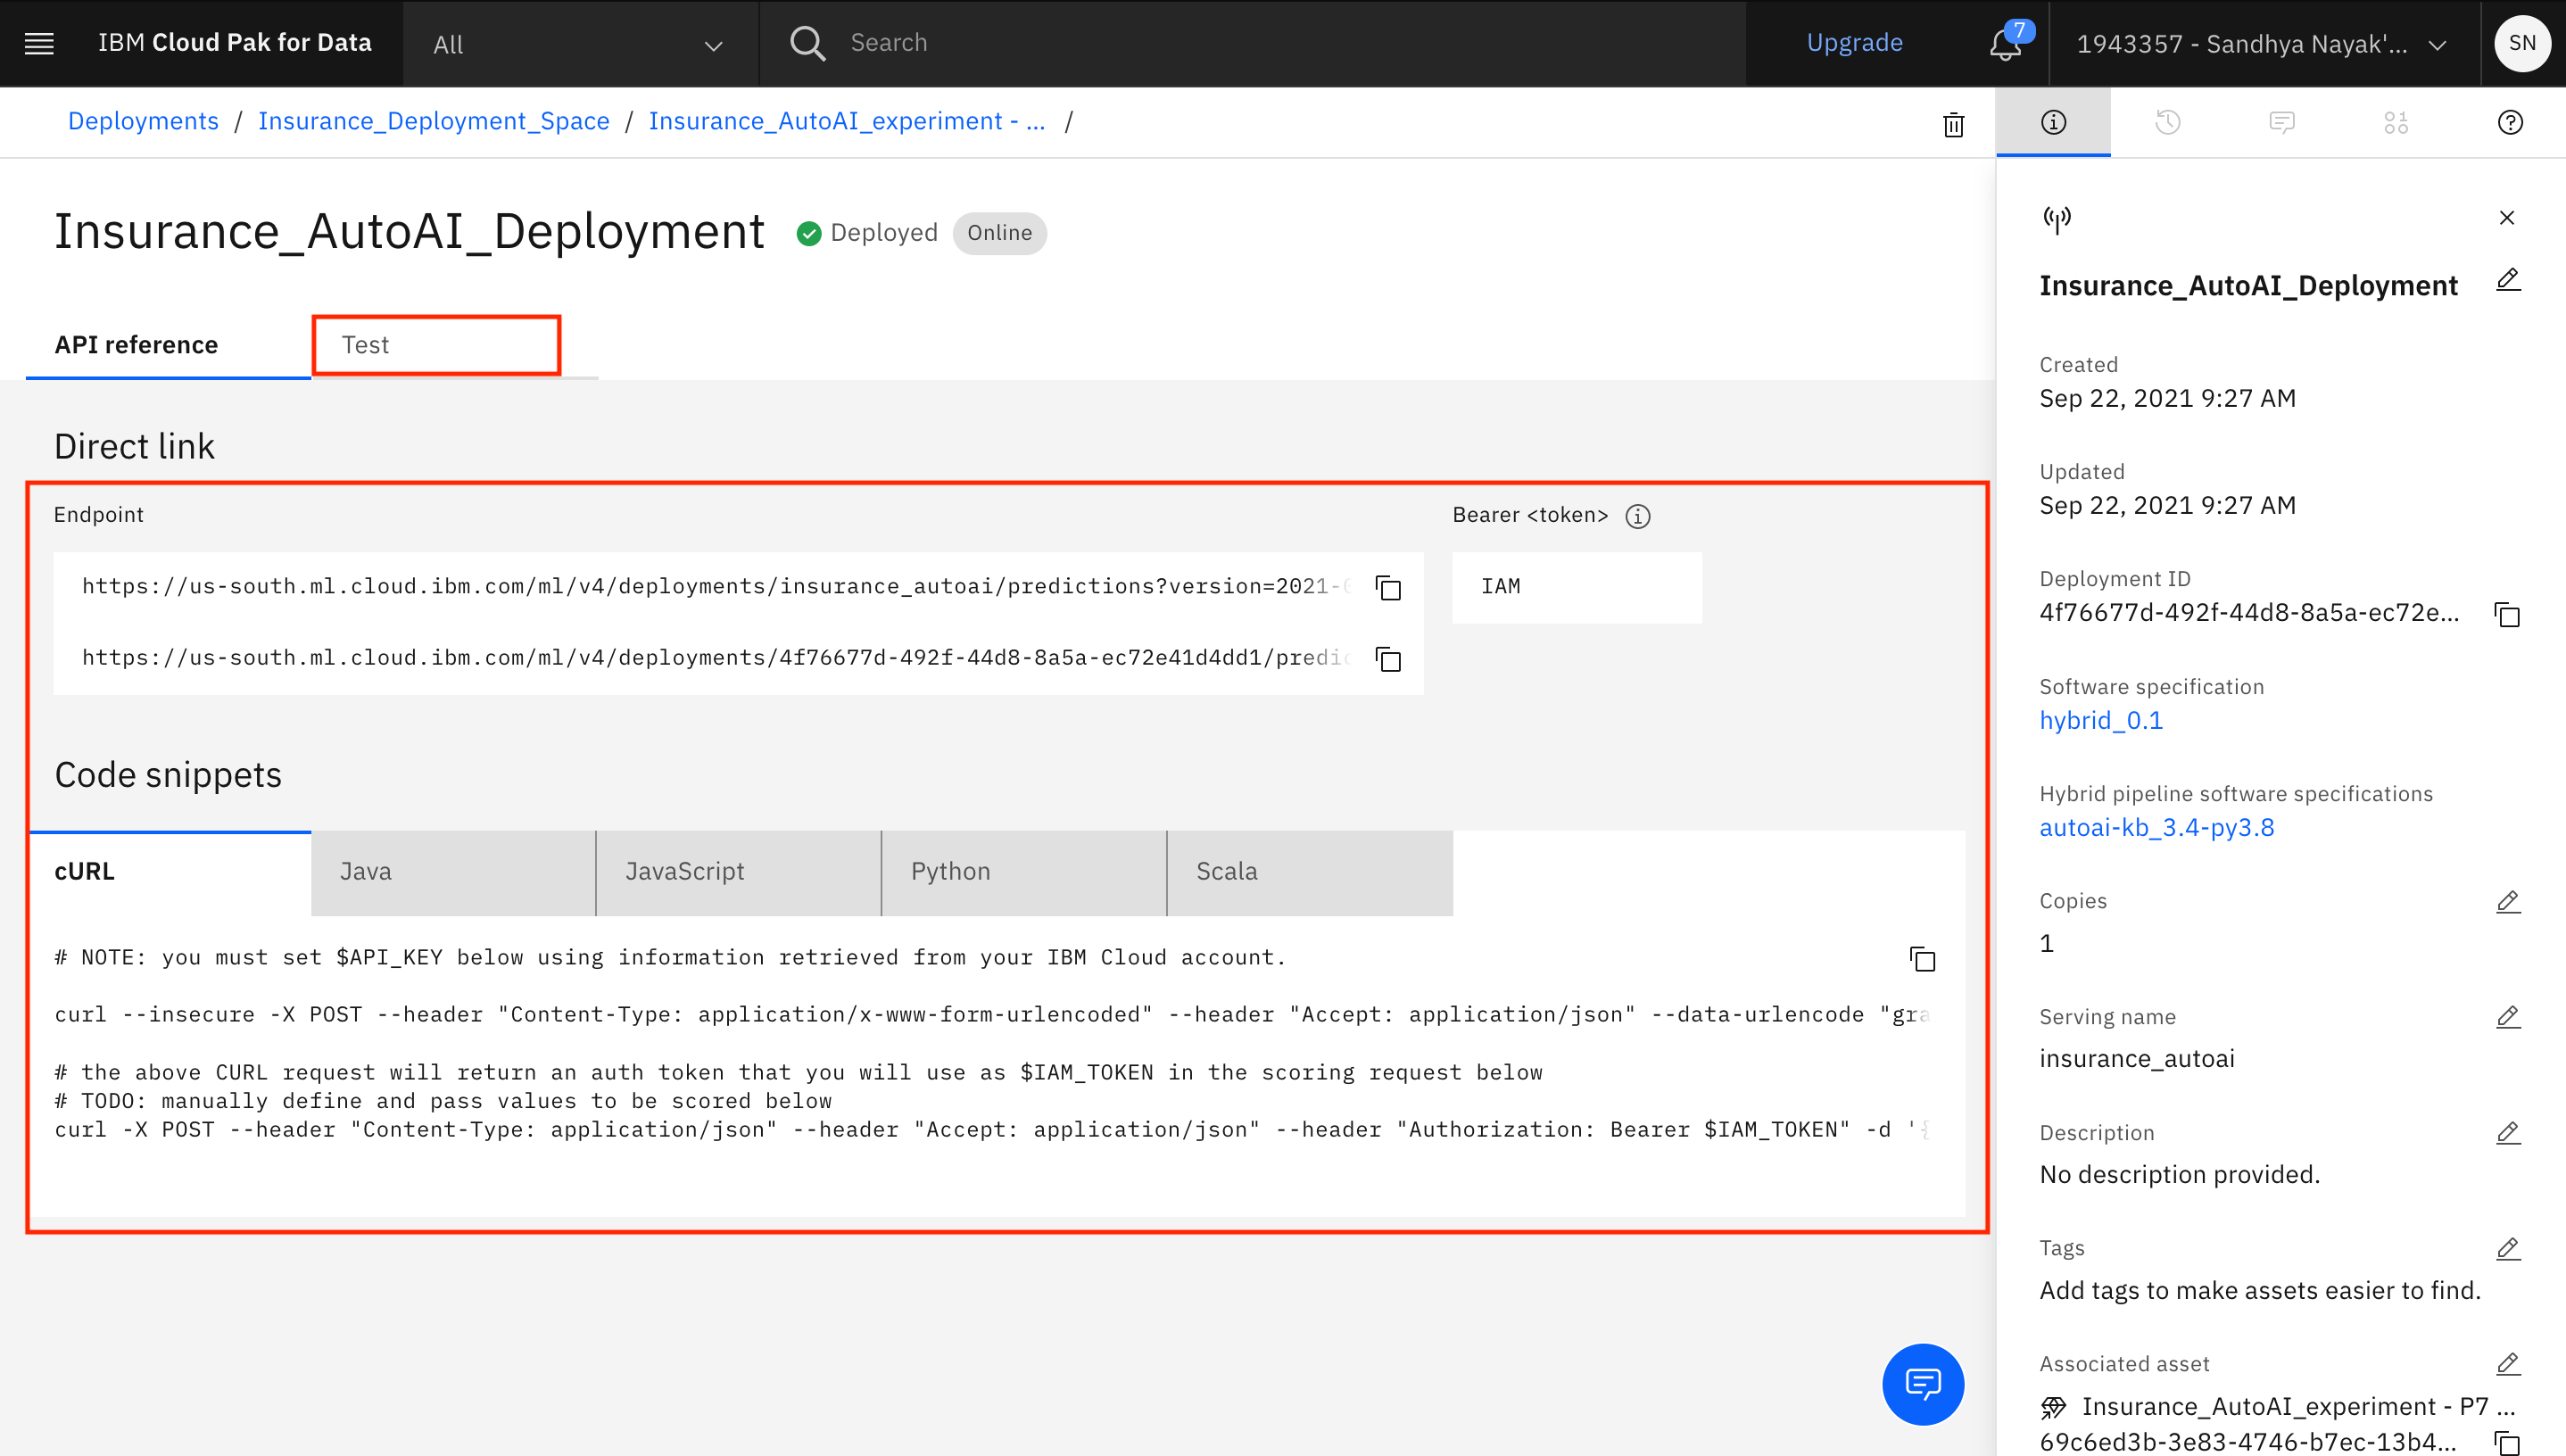 IBM Cloud Pak for Data
All
Search
Upgrade
7
1943357 - Sandhya Nayak'...
SN
Deployments / Insurance_Deployment_Space / Insurance_AutoAI_experiment - ... /
Insurance_AutoAI_Deployment
Deployed
Online
API reference
Test
Direct link
Endpoint
Bearer <token>
https://us-south.ml.cloud.ibm.com/ml/v4/deployments/insurance_autoai/predictions?version=2021-0
IAM
https://us-south.ml.cloud.ibm.com/ml/v4/deployments/4f76677d-492f-44d8-8a5a-ec72e41d4dd1/predic
Code snippets
cURL
Java
JavaScript
Python
Scala
# NOTE: you must set $API_KEY below using information retrieved from your IBM Cloud account.
curl --insecure -X POST --header "Content-Type: application/x-www-form-urlencoded" --header "Accept: application/json" --data-urlencode "gra
# the above CURL request will return an auth token that you will use as $IAM_TOKEN in the scoring request below
# TODO: manually define and pass values to be scored below
curl -X POST --header "Content-Type: application/json" --header "Accept: application/json" --header "Authorization: Bearer $IAM_TOKEN" -d '{
Insurance_AutoAI_Deployment
Created
Sep 22, 2021 9:27 AM
Updated
Sep 22, 2021 9:27 AM
Deployment ID
4f76677d-492f-44d8-8a5a-ec72e...
Software specification
hybrid_0.1
Hybrid pipeline software specifications
autoai-kb_3.4-py3.8
Copies
1
Serving name
insurance_autoai
Description
No description provided.
Tags
Add tags to make assets easier to find.
Associated asset
Insurance_AutoAI_experiment - P7 ...
69c6ed3b-3e83-4746-b7ec-13b4...